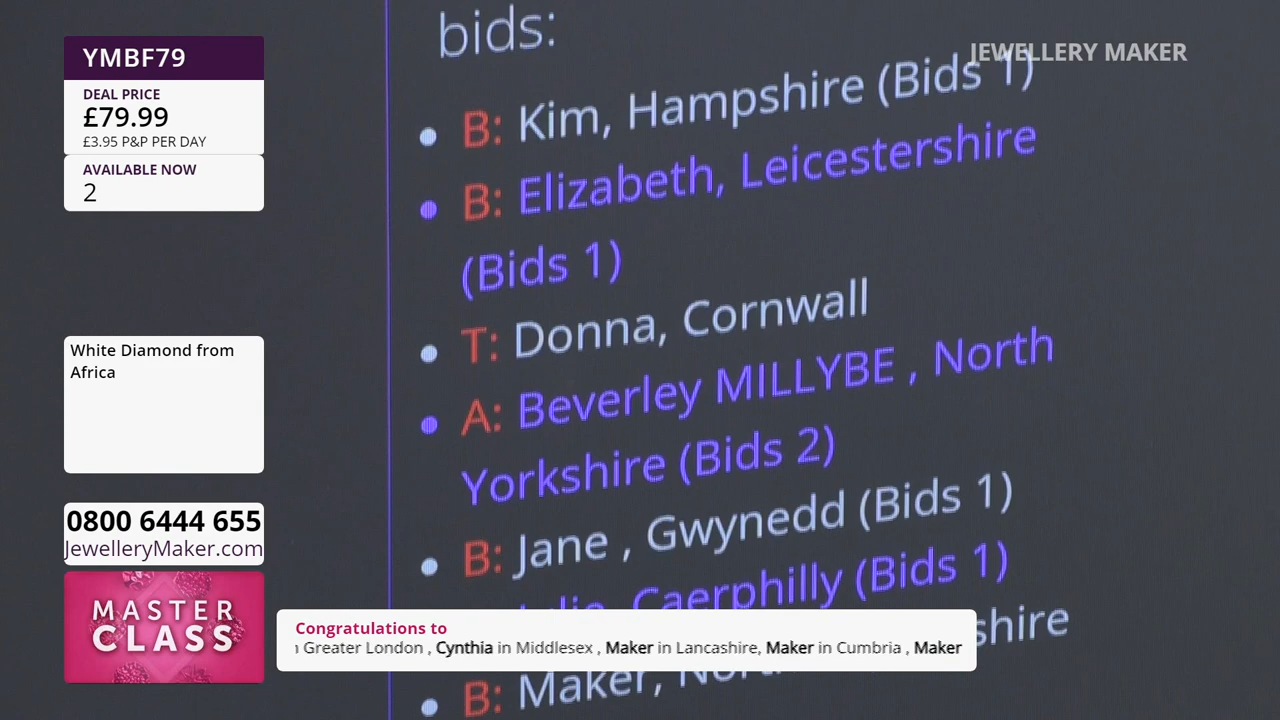 YMBF79
DEAL PRICE
£79.99
£3.95 P&P PER DAY
AVAILABLE NOW
2
White Diamond from
Africa
0800 6444 655
JewelleryMaker.com
MASTER
CLASS
JEWELLERY MAKER
bids:
B: Kim, Hampshire (Bids 1)
B: Elizabeth, Leicestershire
(Bids 1)
T: Donna, Cornwall
A: Beverley MILLYBE , North
Yorkshire (Bids 2)
B: Jane , Gwynedd (Bids 1)
Caerphilly (Bids 1)
B: Maker,
Congratulations to
Greater London , Cynthia in Middlesex , Maker in Lancashire, Maker in Cumbria , Maker